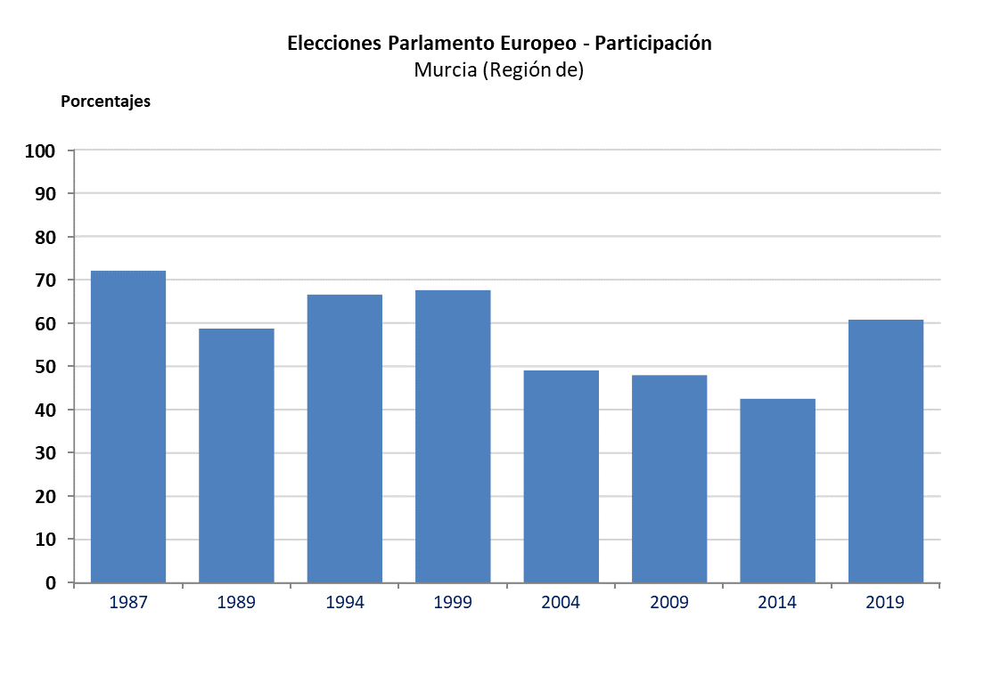 Elecciones Parlamento Europeo - Participación
Murcia (Región de)
Porcentajes
100
90
80
70
60
50
40
30
20
10
0
1987 1989 1994 1999 2004 2009 2014 2019